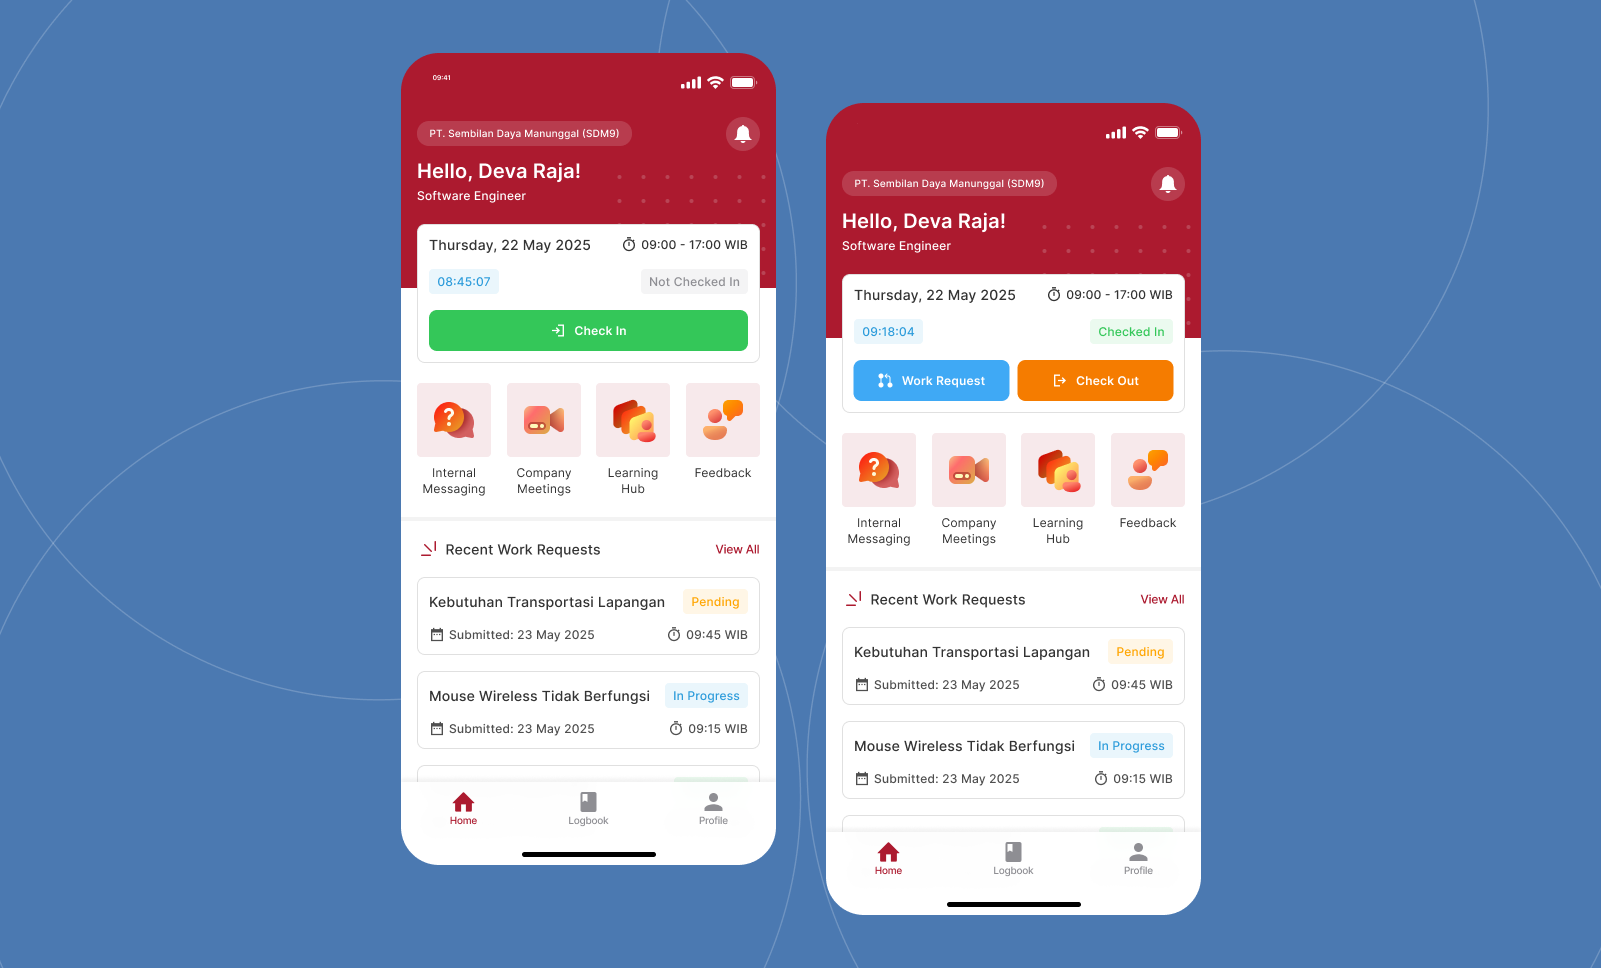 09:41
PT. Sembilan Daya Manunggal (SDM9)
Hello, Deva Raja!
Software Engineer
Thursday, 22 May 2025
09:00 - 17:00 WIB
08:45:07
Not Checked In
Check In
Internal Messaging
Company Meetings
Learning Hub
Feedback
Recent Work Requests
View All
Kebutuhan Transportasi Lapangan
Pending
Submitted: 23 May 2025
09:45 WIB
Mouse Wireless Tidak Berfungsi
In Progress
Submitted: 23 May 2025
09:15 WIB
Home
Logbook
Profile
PT. Sembilan Daya Manunggal (SDM9)
Hello, Deva Raja!
Software Engineer
Thursday, 22 May 2025
09:00 - 17:00 WIB
09:18:04
Checked In
Work Request
Check Out
Internal Messaging
Company Meetings
Learning Hub
Feedback
Recent Work Requests
View All
Kebutuhan Transportasi Lapangan
Pending
Submitted: 23 May 2025
09:45 WIB
Mouse Wireless Tidak Berfungsi
In Progress
Submitted: 23 May 2025
09:15 WIB
Home
Logbook
Profile